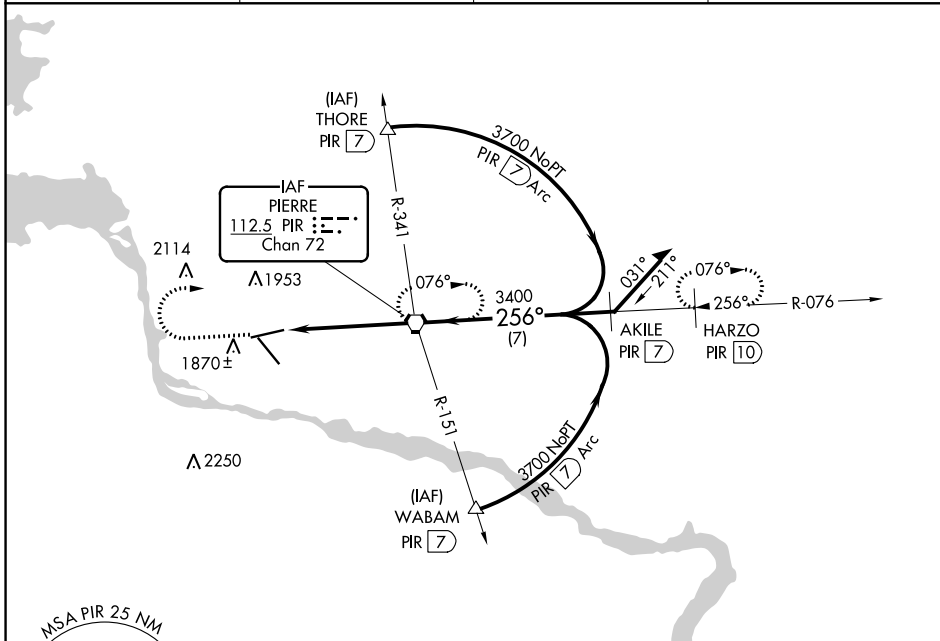 (IAF)
THORE
PIR 7
3700 NoPT
PIR 7 Arc
IAF
PIERRE
112.5 PIR
Chan 72
R-341
2114
1953
076°
3400
256°
(7)
031°
211°
076°
256°
R-076
AKILE
PIR 7
HARZO
PIR 10
1870±
R-151
2250
3700 NoPT
PIR 7 Arc
(IAF)
WABAM
PIR 7
MSA PIR 25 NM